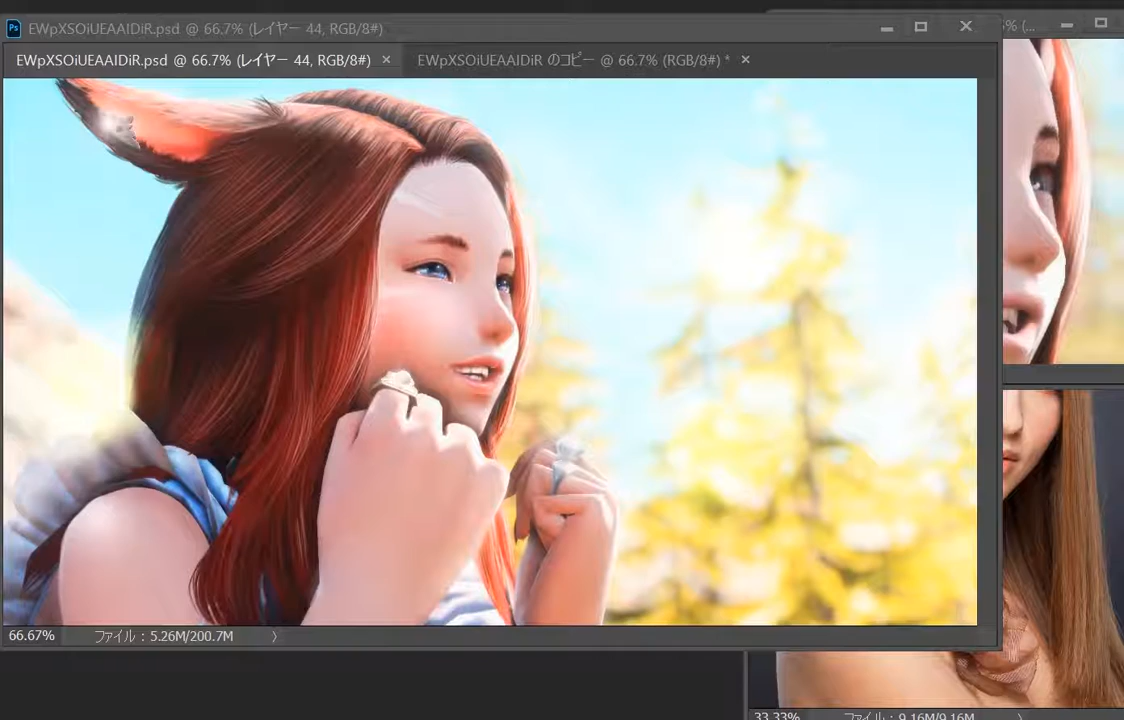 Ps EWpXSOiUEAAIDiR.psd @ 66.7% (レイヤー 44, RGB/8#)
% (...
EWpXSOiUEAAIDiR.psd @ 66.7% (レイヤー 44, RGB/8#) ×
EWpXSOiUEAAIDiR のコピー @ 66.7% (RGB/8#) * ×
66.67% ファイル : 5.26M/200.7M
33.33% ファイル : 9.16M/9.16M